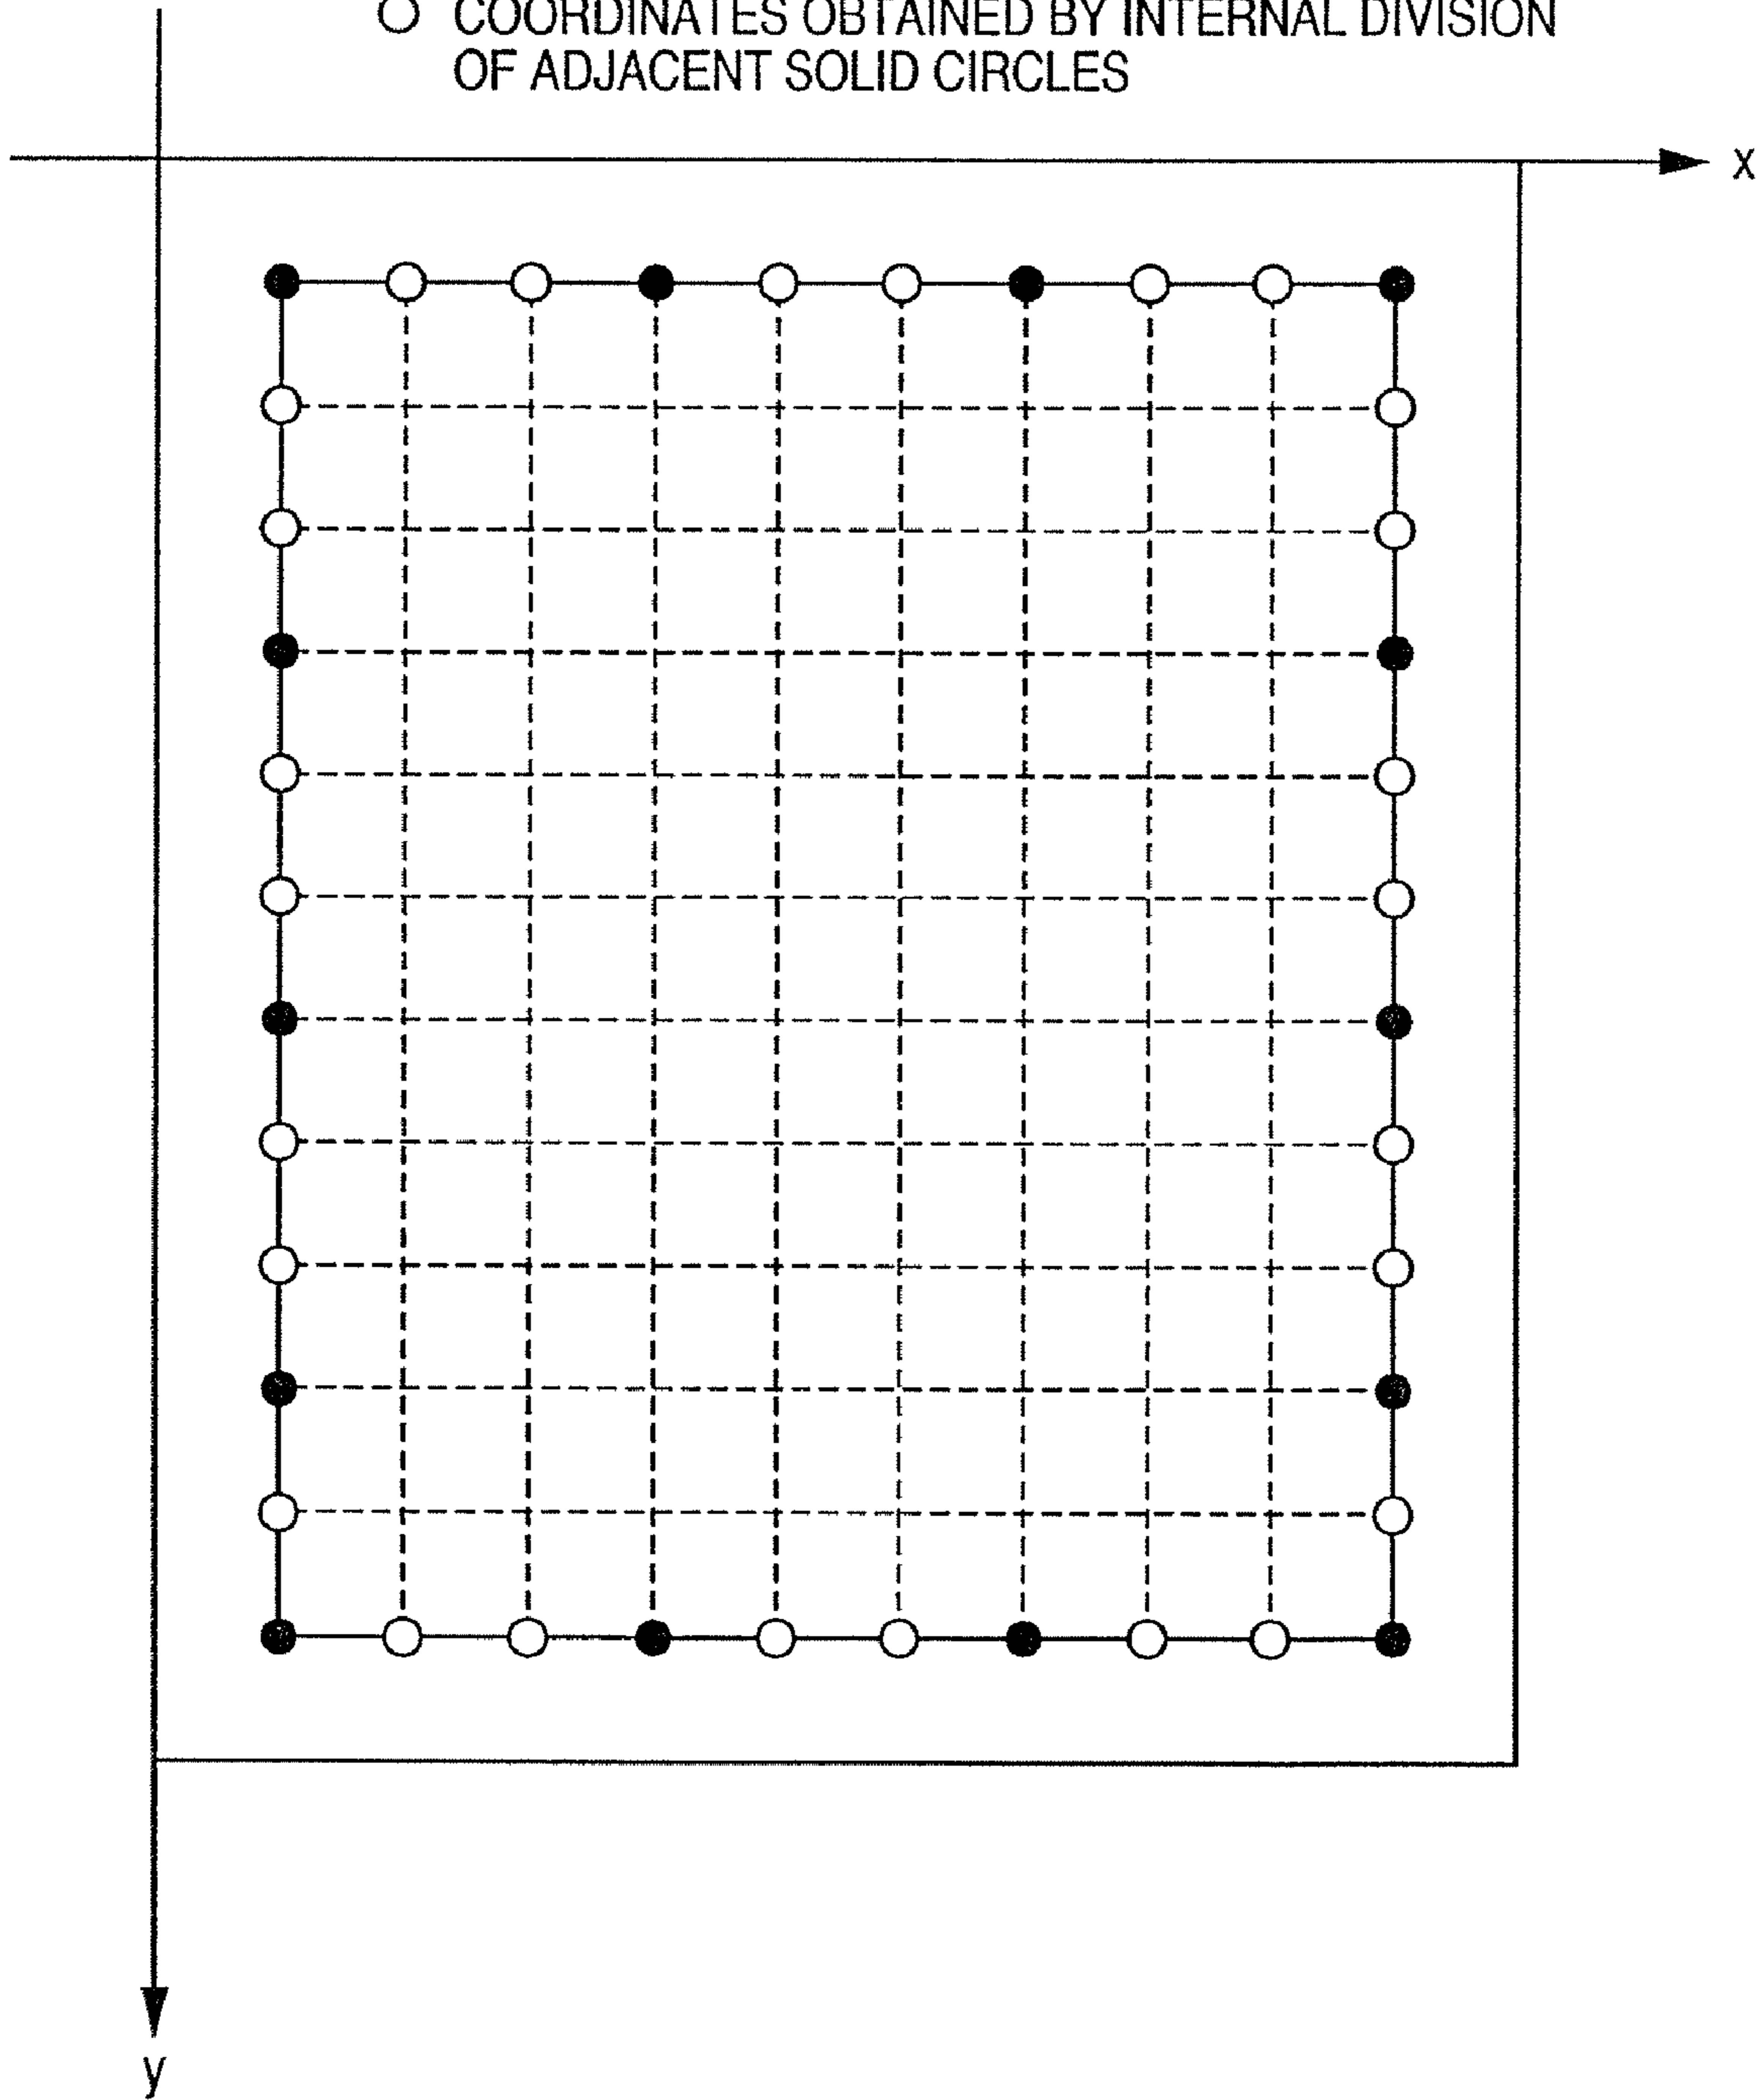 ○ COORDINATES OBTAINED BY INTERNAL DIVISION
OF ADJACENT SOLID CIRCLES
x
y